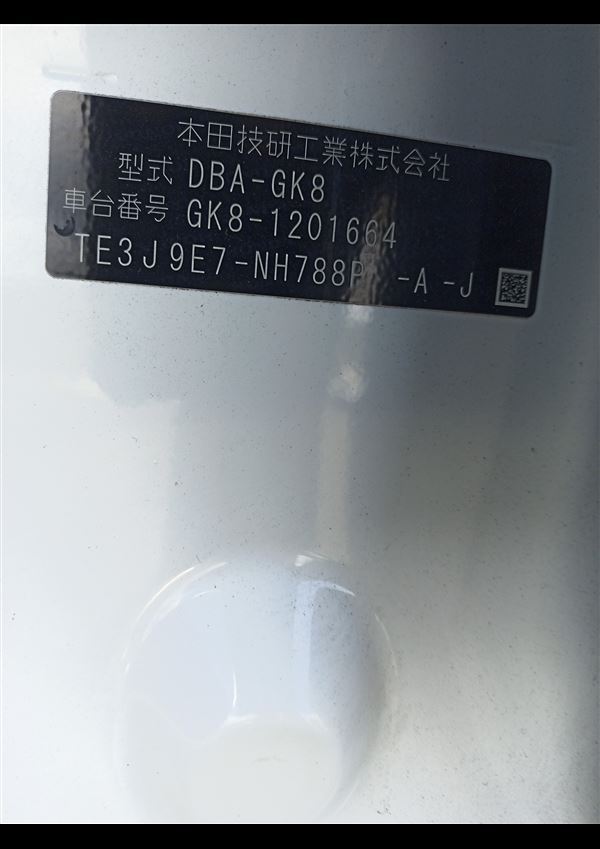 本田技研工業株式会社
型式 DBA-GK8
車台番号 GK8-1201664
TE3J9E7-NH788P -A-J